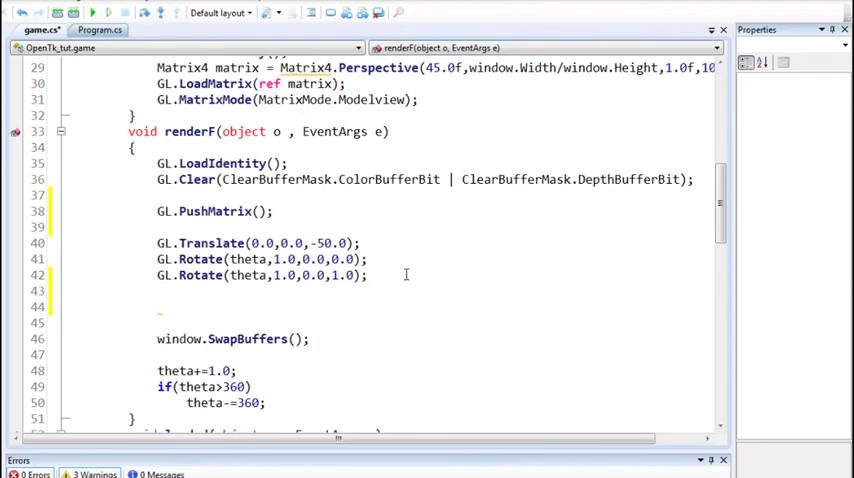 Default layout
game.cs* Program.cs
OpenTk_tut.game renderF(object o, EventArgs e)
29 Matrix4 matrix = Matrix4.Perspective(45.0f,window.Width/window.Height,1.0f,10
30 GL.LoadMatrix(ref matrix);
31 GL.MatrixMode(MatrixMode.Modelview);
32 }
33 void renderF(object o , EventArgs e)
34 {
35 GL.LoadIdentity();
36 GL.Clear(ClearBufferMask.ColorBufferBit | ClearBufferMask.DepthBufferBit);
37
38 GL.PushMatrix();
39
40 GL.Translate(0.0,0.0,-50.0);
41 GL.Rotate(theta,1.0,0.0,0.0);
42 GL.Rotate(theta,1.0,0.0,1.0);
43
44 ~
45
46 window.SwapBuffers();
47
48 theta+=1.0;
49 if(theta>360)
50 theta-=360;
51 }
Properties
Errors
0 Errors 3 Warnings 0 Messages